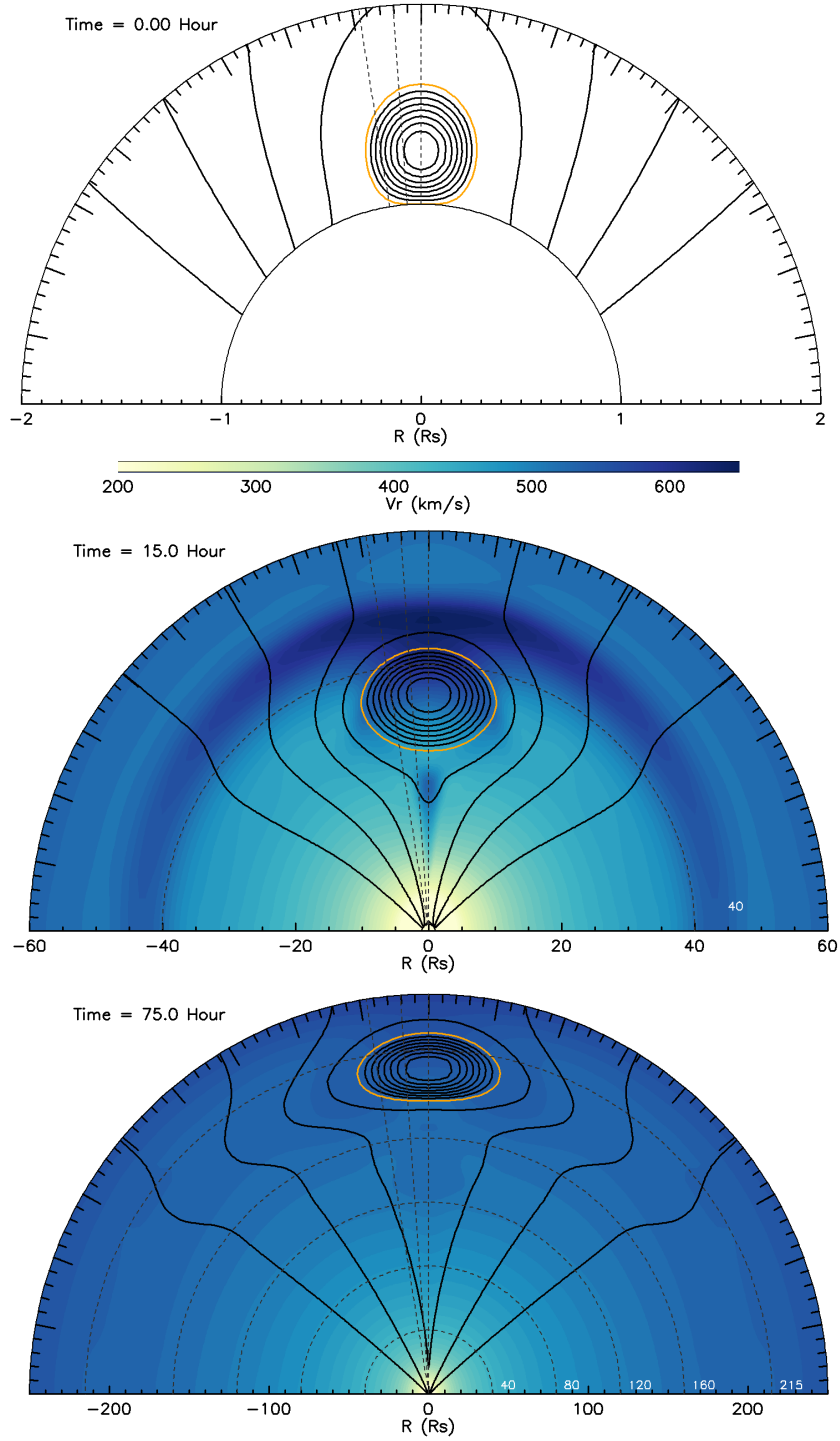 Time = 0.00 Hour
−2 −1 0 1 2
R (Rs)
200 300 400 500 600
Vr (km/s)
Time = 15.0 Hour
40
−60 −40 −20 0 20 40 60
R (Rs)
Time = 75.0 Hour
40 80 120 160 215
−200 −100 0 100 200
R (Rs)